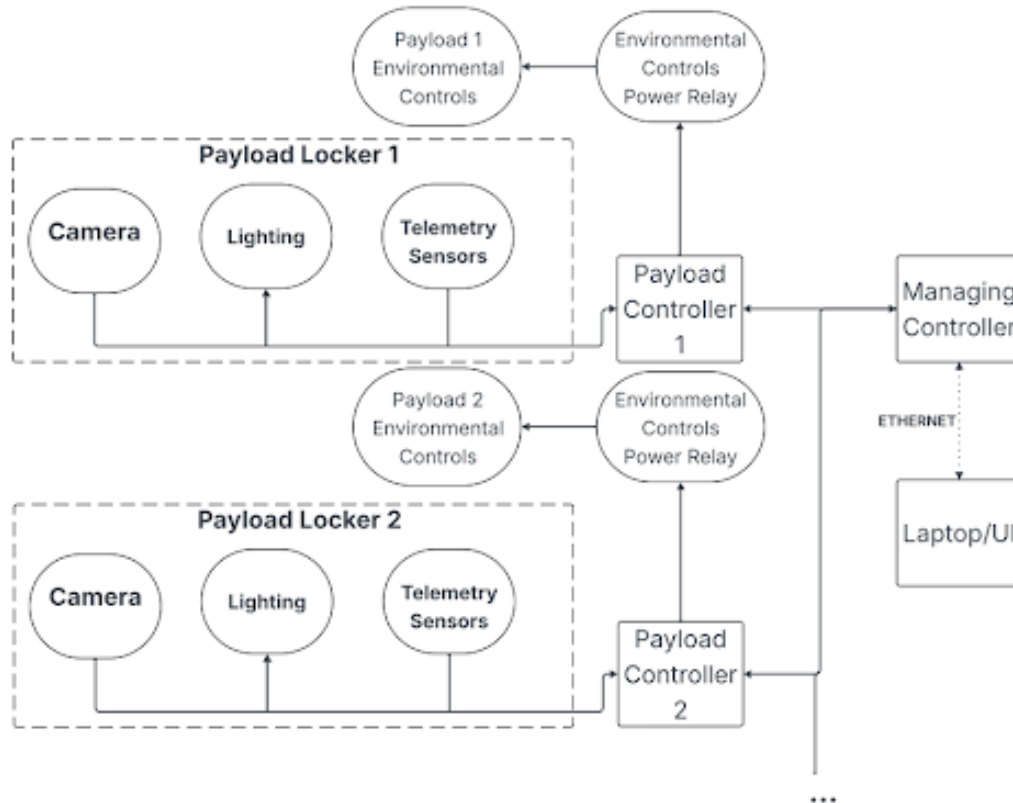 Payload 1
Environmental
Controls
Environmental
Controls
Power Relay
Payload Locker 1
Camera
Lighting
Telemetry
Sensors
Payload
Controller
1
Managing
Controller
Payload 2
Environmental
Controls
Environmental
Controls
Power Relay
ETHERNET
Payload Locker 2
Camera
Lighting
Telemetry
Sensors
Laptop/UI
Payload
Controller
2
...